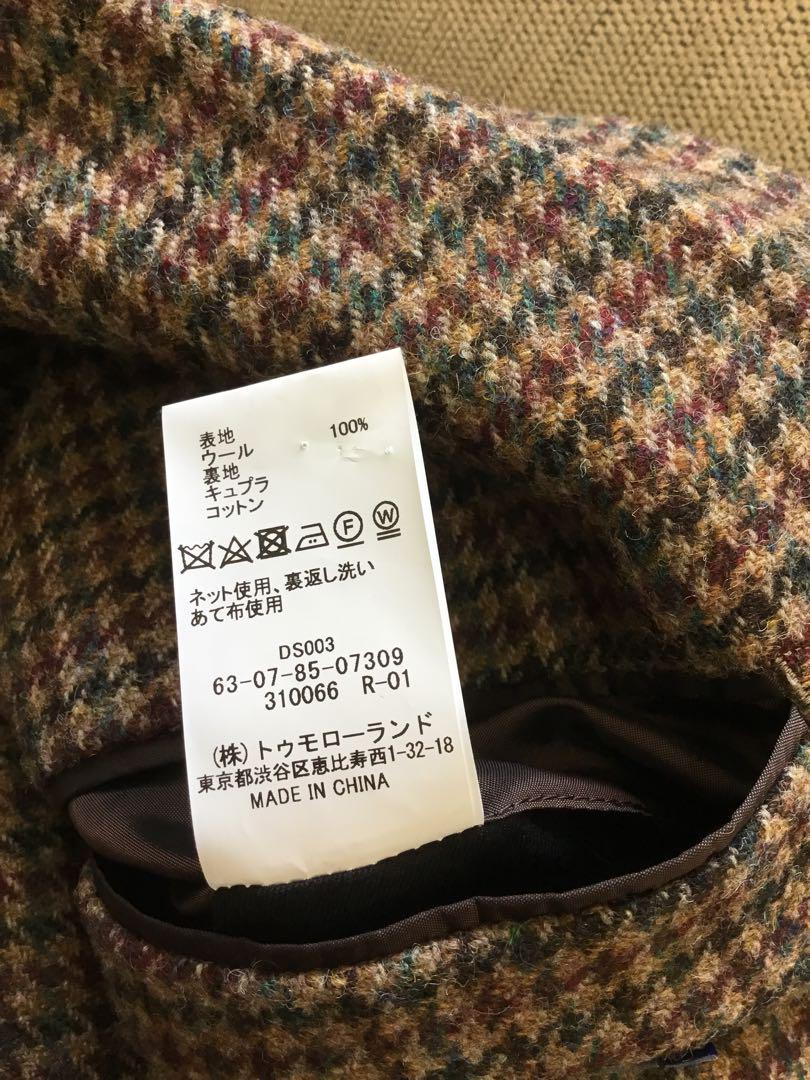 表地
ウール 100%
裏地
キュプラ
コットン
F W
ネット使用、裏返し洗い
あて布使用
DS003
63-07-85-07309
310066 R-01
(株)トゥモローランド
東京都渋谷区恵比寿西1-32-18
MADE IN CHINA